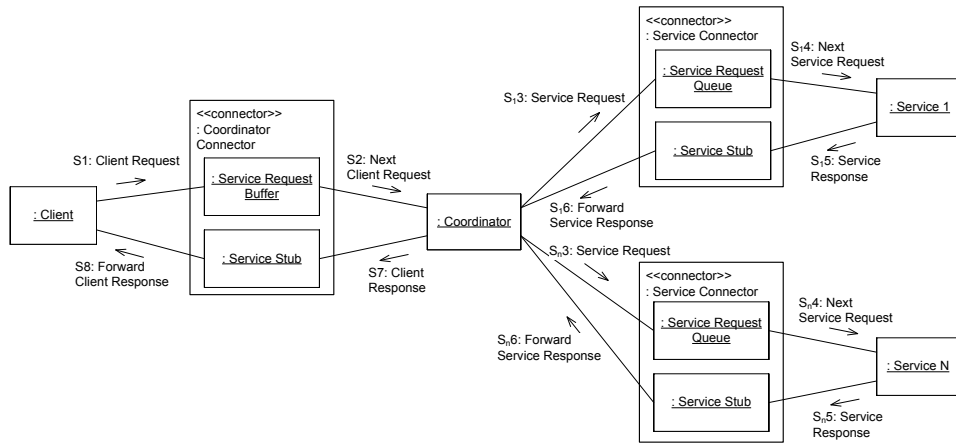 <<connector>>
: Service Connector
: Service Request
Queue
: Service Stub
S₁4: Next
Service Request
: Service 1
S₁5: Service
Response
S₁3: Service Request
S₁6: Forward
Service Response
<<connector>>
: Coordinator
Connector
: Service Request
Buffer
: Service Stub
S1: Client Request
: Client
S8: Forward
Client Response
S2: Next
Client Request
: Coordinator
S7: Client
Response
Sₙ3: Service Request
Sₙ6: Forward
Service Response
<<connector>>
: Service Connector
: Service Request
Queue
: Service Stub
Sₙ4: Next
Service Request
: Service N
Sₙ5: Service
Response